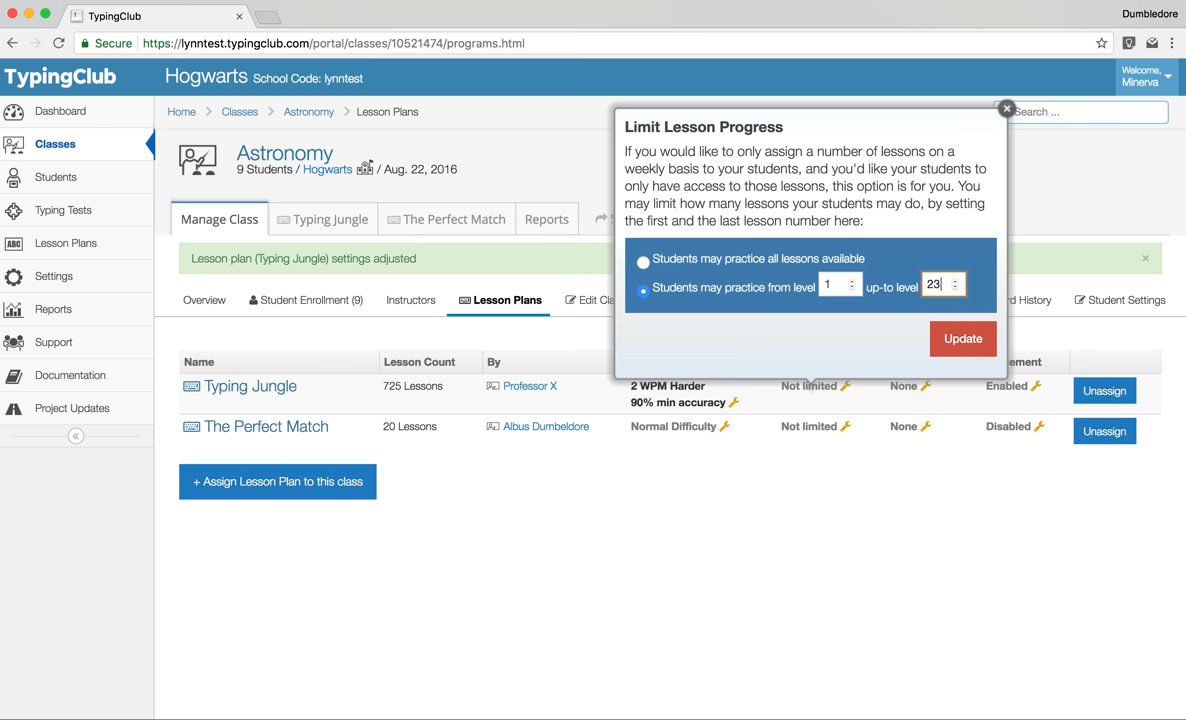 TypingClub
Dumbledore
Secure https://lynntest.typingclub.com/portal/classes/10521474/programs.html
TypingClub
Hogwarts School Code: lynntest
Welcome,
Minerva
Dashboard
Classes
Students
Typing Tests
ABC Lesson Plans
Settings
Reports
Support
Documentation
Project Updates
Home Classes Astronomy Lesson Plans
Search ...
Astronomy
9 Students / Hogwarts / Aug. 22, 2016
Manage Class Typing Jungle The Perfect Match Reports
Lesson plan (Typing Jungle) settings adjusted
Overview Student Enrollment (9) Instructors Lesson Plans Edit History Student Settings
Limit Lesson Progress
If you would like to only assign a number of lessons on a
weekly basis to your students, and you'd like your students to
only have access to those lessons, this option is for you. You
may limit how many lessons your students may do, by setting
the first and the last lesson number here:
Students may practice all lessons available
Students may practice from level 1 up-to level 23
Update
Name Lesson Count By
Typing Jungle 725 Lessons Professor X 2 WPM Harder Not limited None Enabled Unassign
90% min accuracy
The Perfect Match 20 Lessons Albus Dumbeldore Normal Difficulty Not limited None Disabled Unassign
+ Assign Lesson Plan to this class